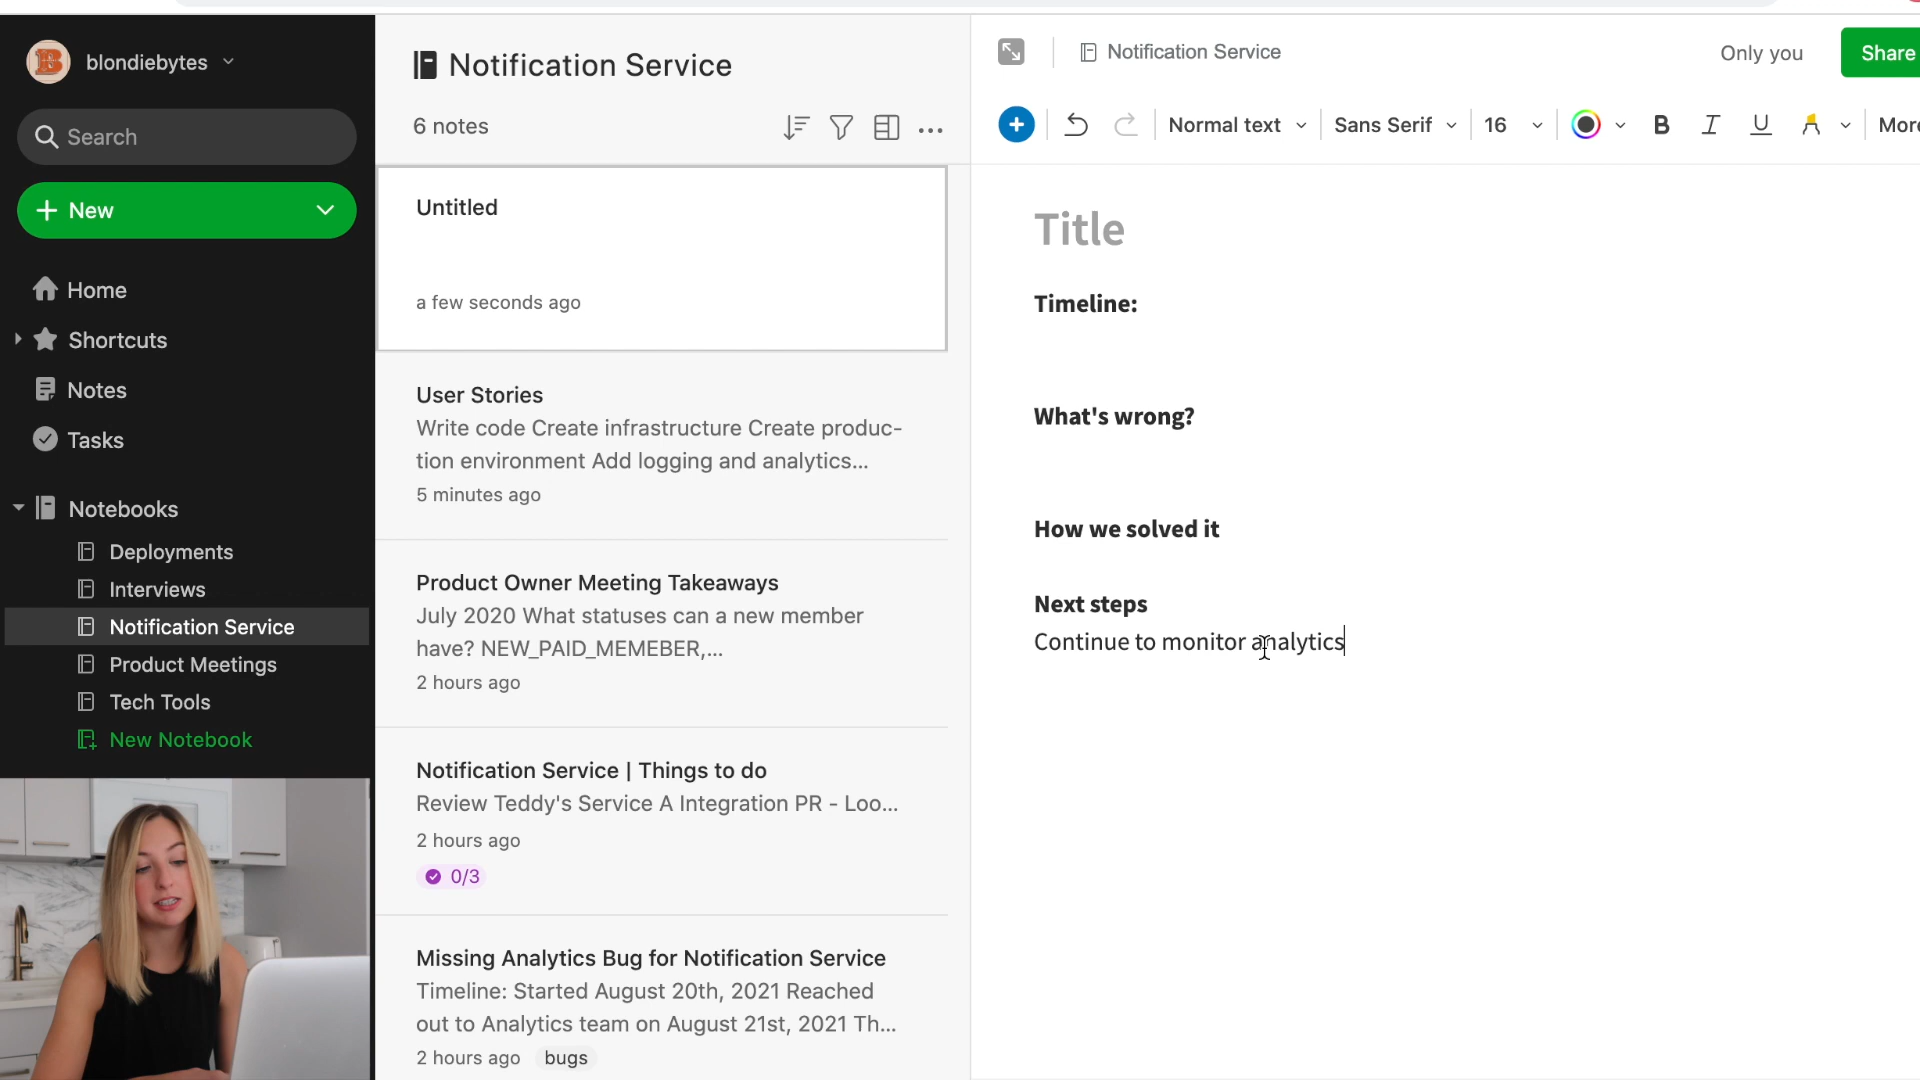 blondiebytes
Search
New
Home
Shortcuts
Notes
Tasks
Notebooks
Deployments
Interviews
Notification Service
Product Meetings
Tech Tools
New Notebook
Notification Service
6 notes
Untitled
a few seconds ago
User Stories
Write code Create infrastructure Create produc-
tion environment Add logging and analytics...
5 minutes ago
Product Owner Meeting Takeaways
July 2020 What statuses can a new member
have? NEW_PAID_MEMEBER,...
2 hours ago
Notification Service | Things to do
Review Teddy's Service A Integration PR - Loo...
2 hours ago
0/3
Missing Analytics Bug for Notification Service
Timeline: Started August 20th, 2021 Reached
out to Analytics team on August 21st, 2021 Th...
2 hours ago bugs
Notification Service
Only you
Share
Normal text
Sans Serif
16
B I U
More
Title
Timeline:
What's wrong?
How we solved it
Next steps
Continue to monitor analytics